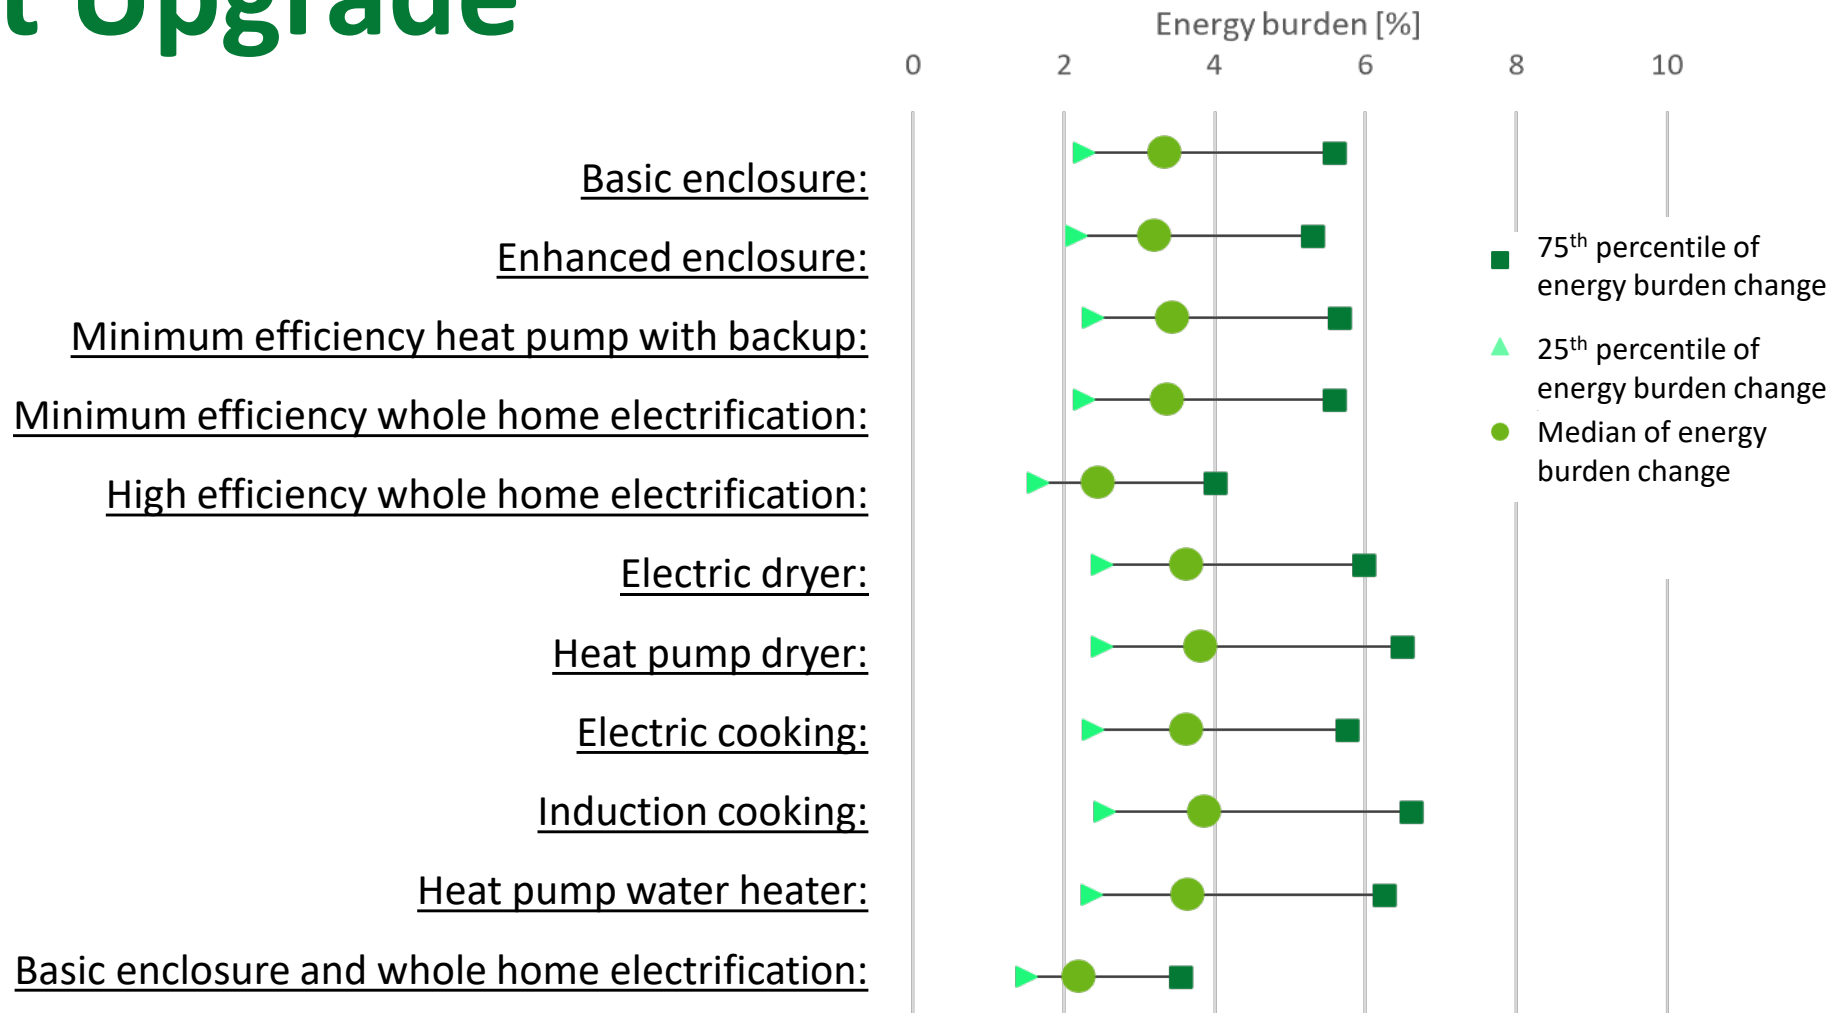 t Upgrade
Energy burden [%]
0 2 4 6 8 10
Basic enclosure:
Enhanced enclosure:
Minimum efficiency heat pump with backup:
Minimum efficiency whole home electrification:
High efficiency whole home electrification:
Electric dryer:
Heat pump dryer:
Electric cooking:
Induction cooking:
Heat pump water heater:
Basic enclosure and whole home electrification:
75th percentile of
energy burden change
25th percentile of
energy burden change
Median of energy
burden change